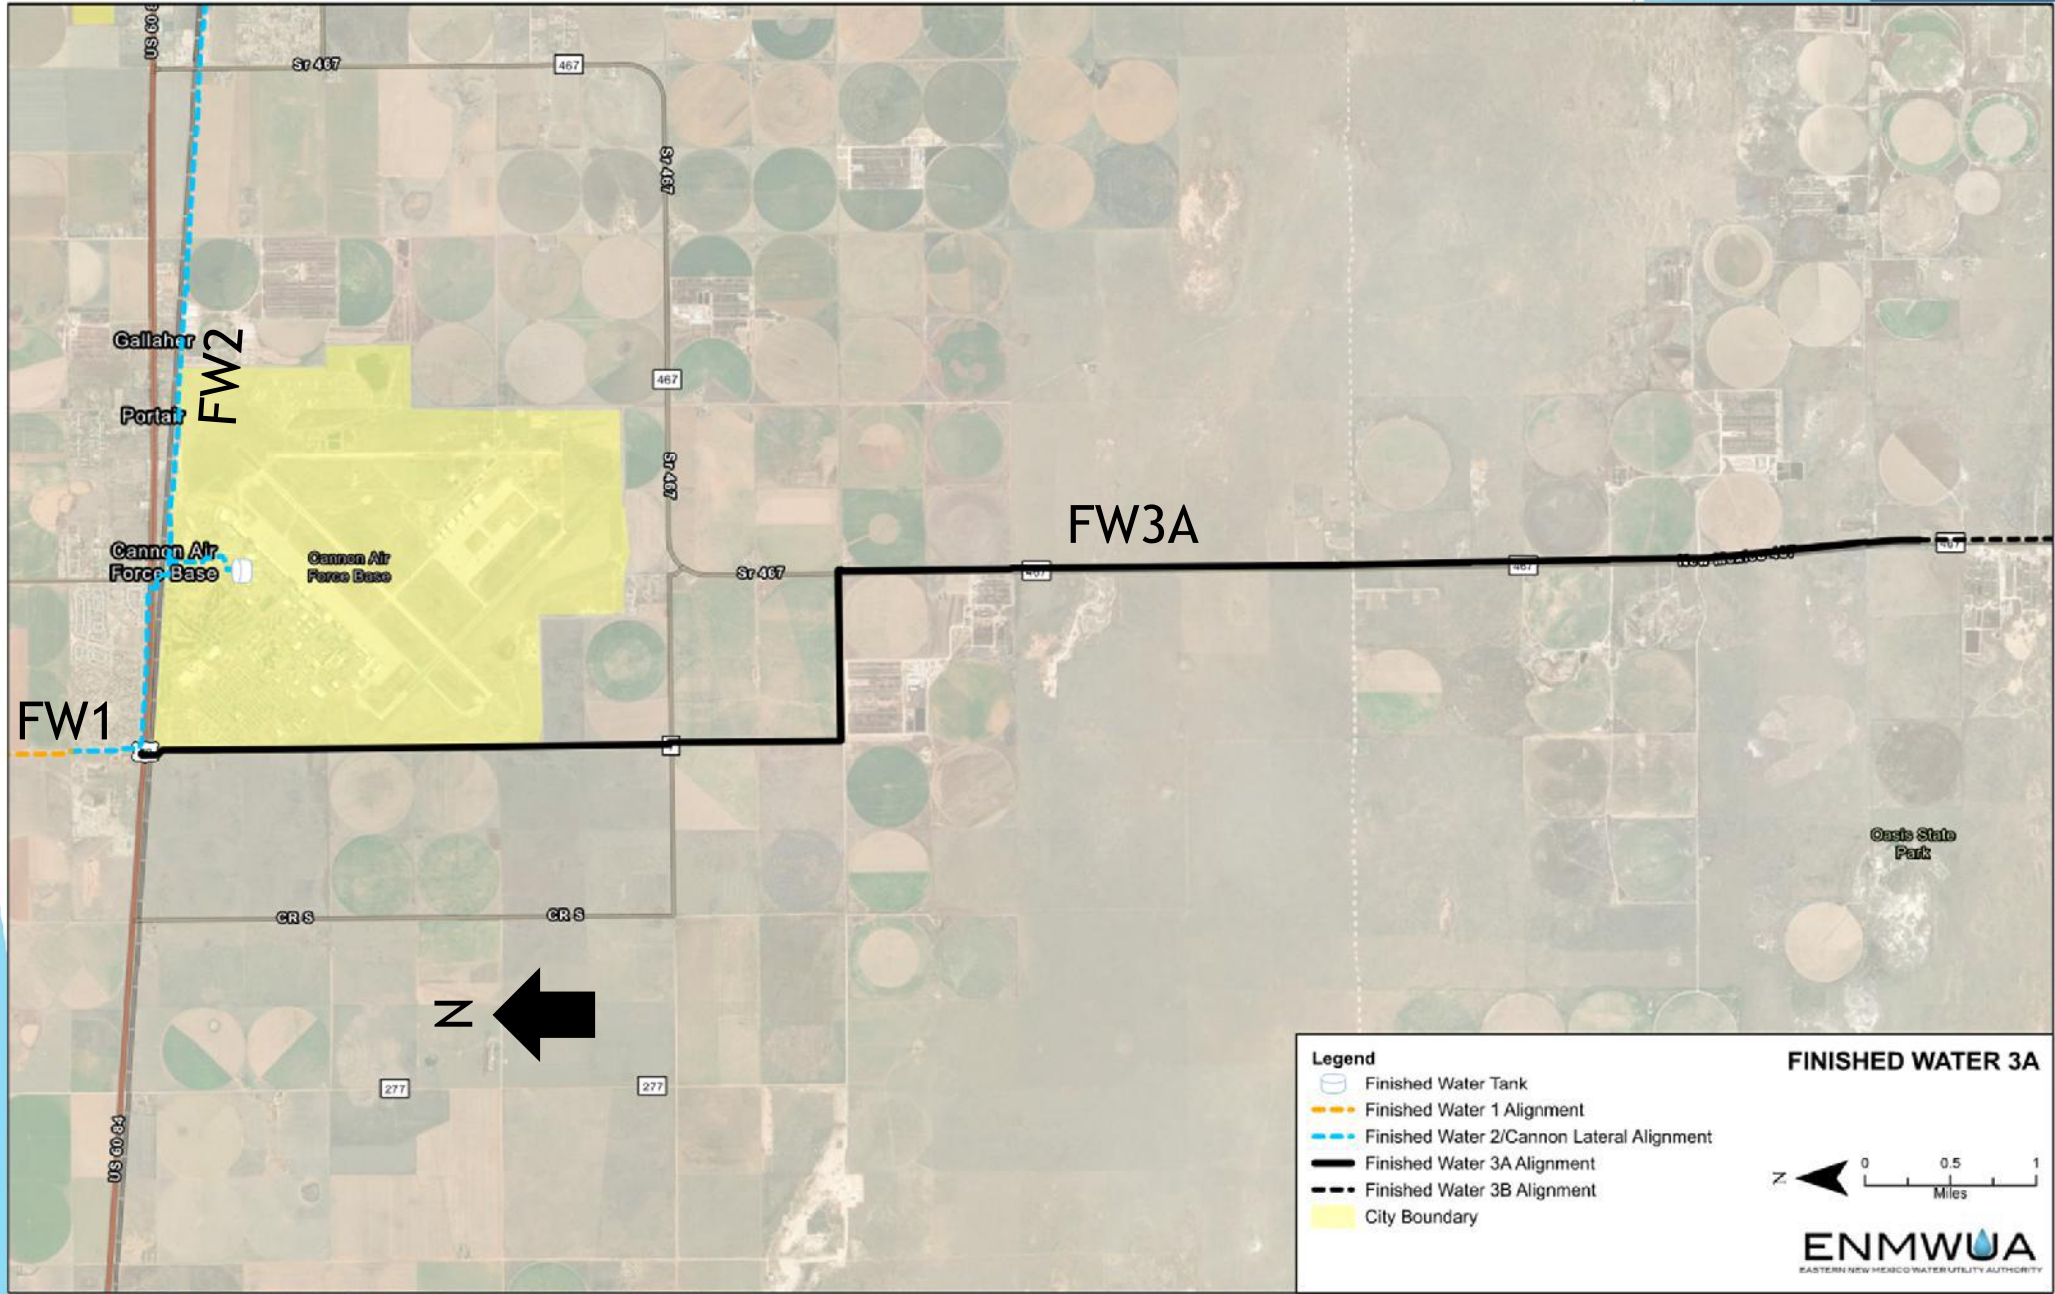 US 60 8
Sr 467
467
Sr 467
Gallaher
FW2
467
Portair
Sr 467
FW3A
Cannon Air
Force Base
Cannon Air
Force Base
Sr 467
467
467
New Mexico 467
467
FW1
Oasis State
Park
CR S
CR S
N
277
277
US 60 84
Legend
FINISHED WATER 3A
Finished Water Tank
Finished Water 1 Alignment
Finished Water 2/Cannon Lateral Alignment
Finished Water 3A Alignment
Finished Water 3B Alignment
City Boundary
N
0 0.5 1
Miles
ENMWUA
EASTERN NEW MEXICO WATER UTILITY AUTHORITY